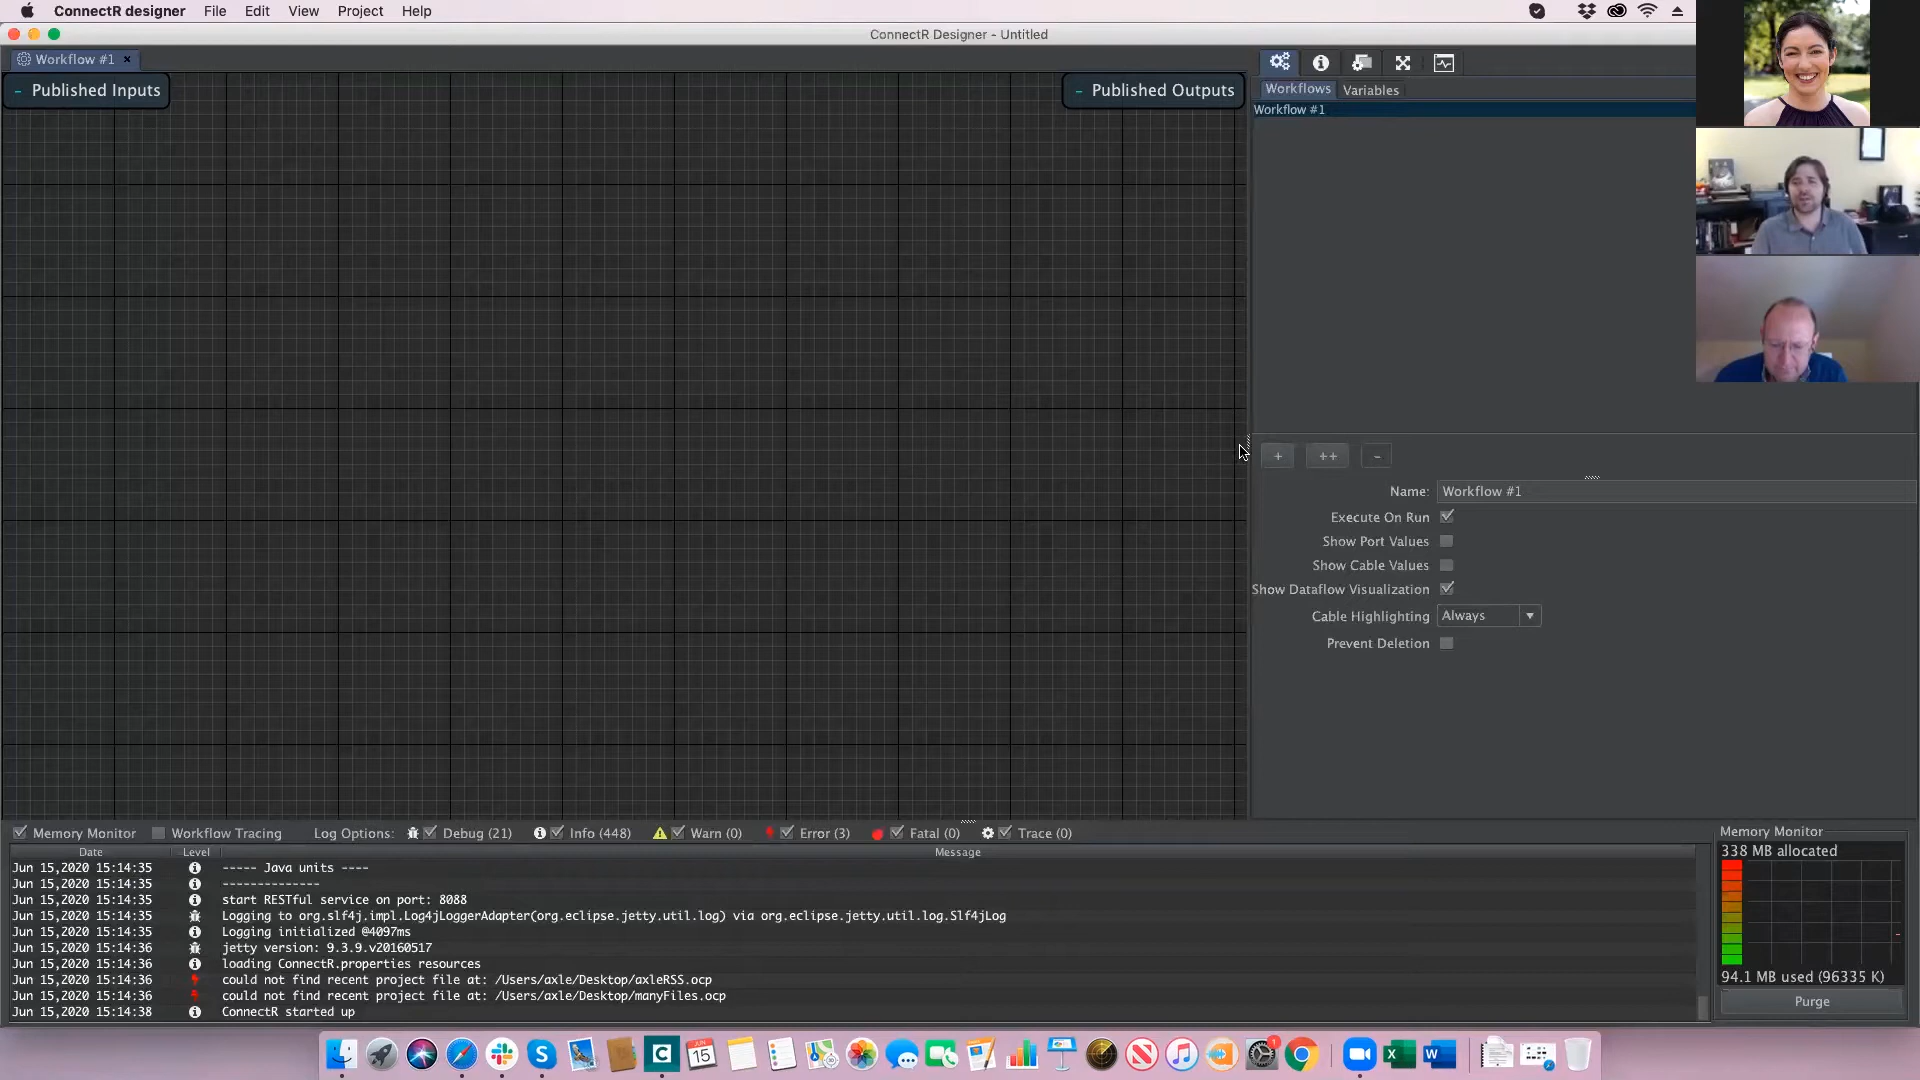 ConnectR designer File Edit View Project Help
ConnectR Designer - Untitled
Workflow #1 ×
- Published Inputs
- Published Outputs
Workflows Variables
Workflow #1
+ ++ -
Name: Workflow #1
Execute On Run
Show Port Values
Show Cable Values
Show Dataflow Visualization
Cable Highlighting Always
Prevent Deletion
Memory Monitor Workflow Tracing Log Options: Debug (21) Info (448) Warn (0) Error (3) Fatal (0) Trace (0)
Date Level Message
Jun 15,2020 15:14:35 ----- Java units ----
Jun 15,2020 15:14:35 --------------
Jun 15,2020 15:14:35 start RESTful service on port: 8088
Jun 15,2020 15:14:35 Logging to org.slf4j.impl.Log4jLoggerAdapter(org.eclipse.jetty.util.log) via org.eclipse.jetty.util.log.Slf4jLog
Jun 15,2020 15:14:35 Logging initialized @4097ms
Jun 15,2020 15:14:36 jetty version: 9.3.9.v20160517
Jun 15,2020 15:14:36 loading ConnectR.properties resources
Jun 15,2020 15:14:36 could not find recent project file at: /Users/axle/Desktop/axleRSS.ocp
Jun 15,2020 15:14:36 could not find recent project file at: /Users/axle/Desktop/manyFiles.ocp
Jun 15,2020 15:14:38 ConnectR started up
Memory Monitor
338 MB allocated
94.1 MB used (96335 K)
Purge
JUN
15